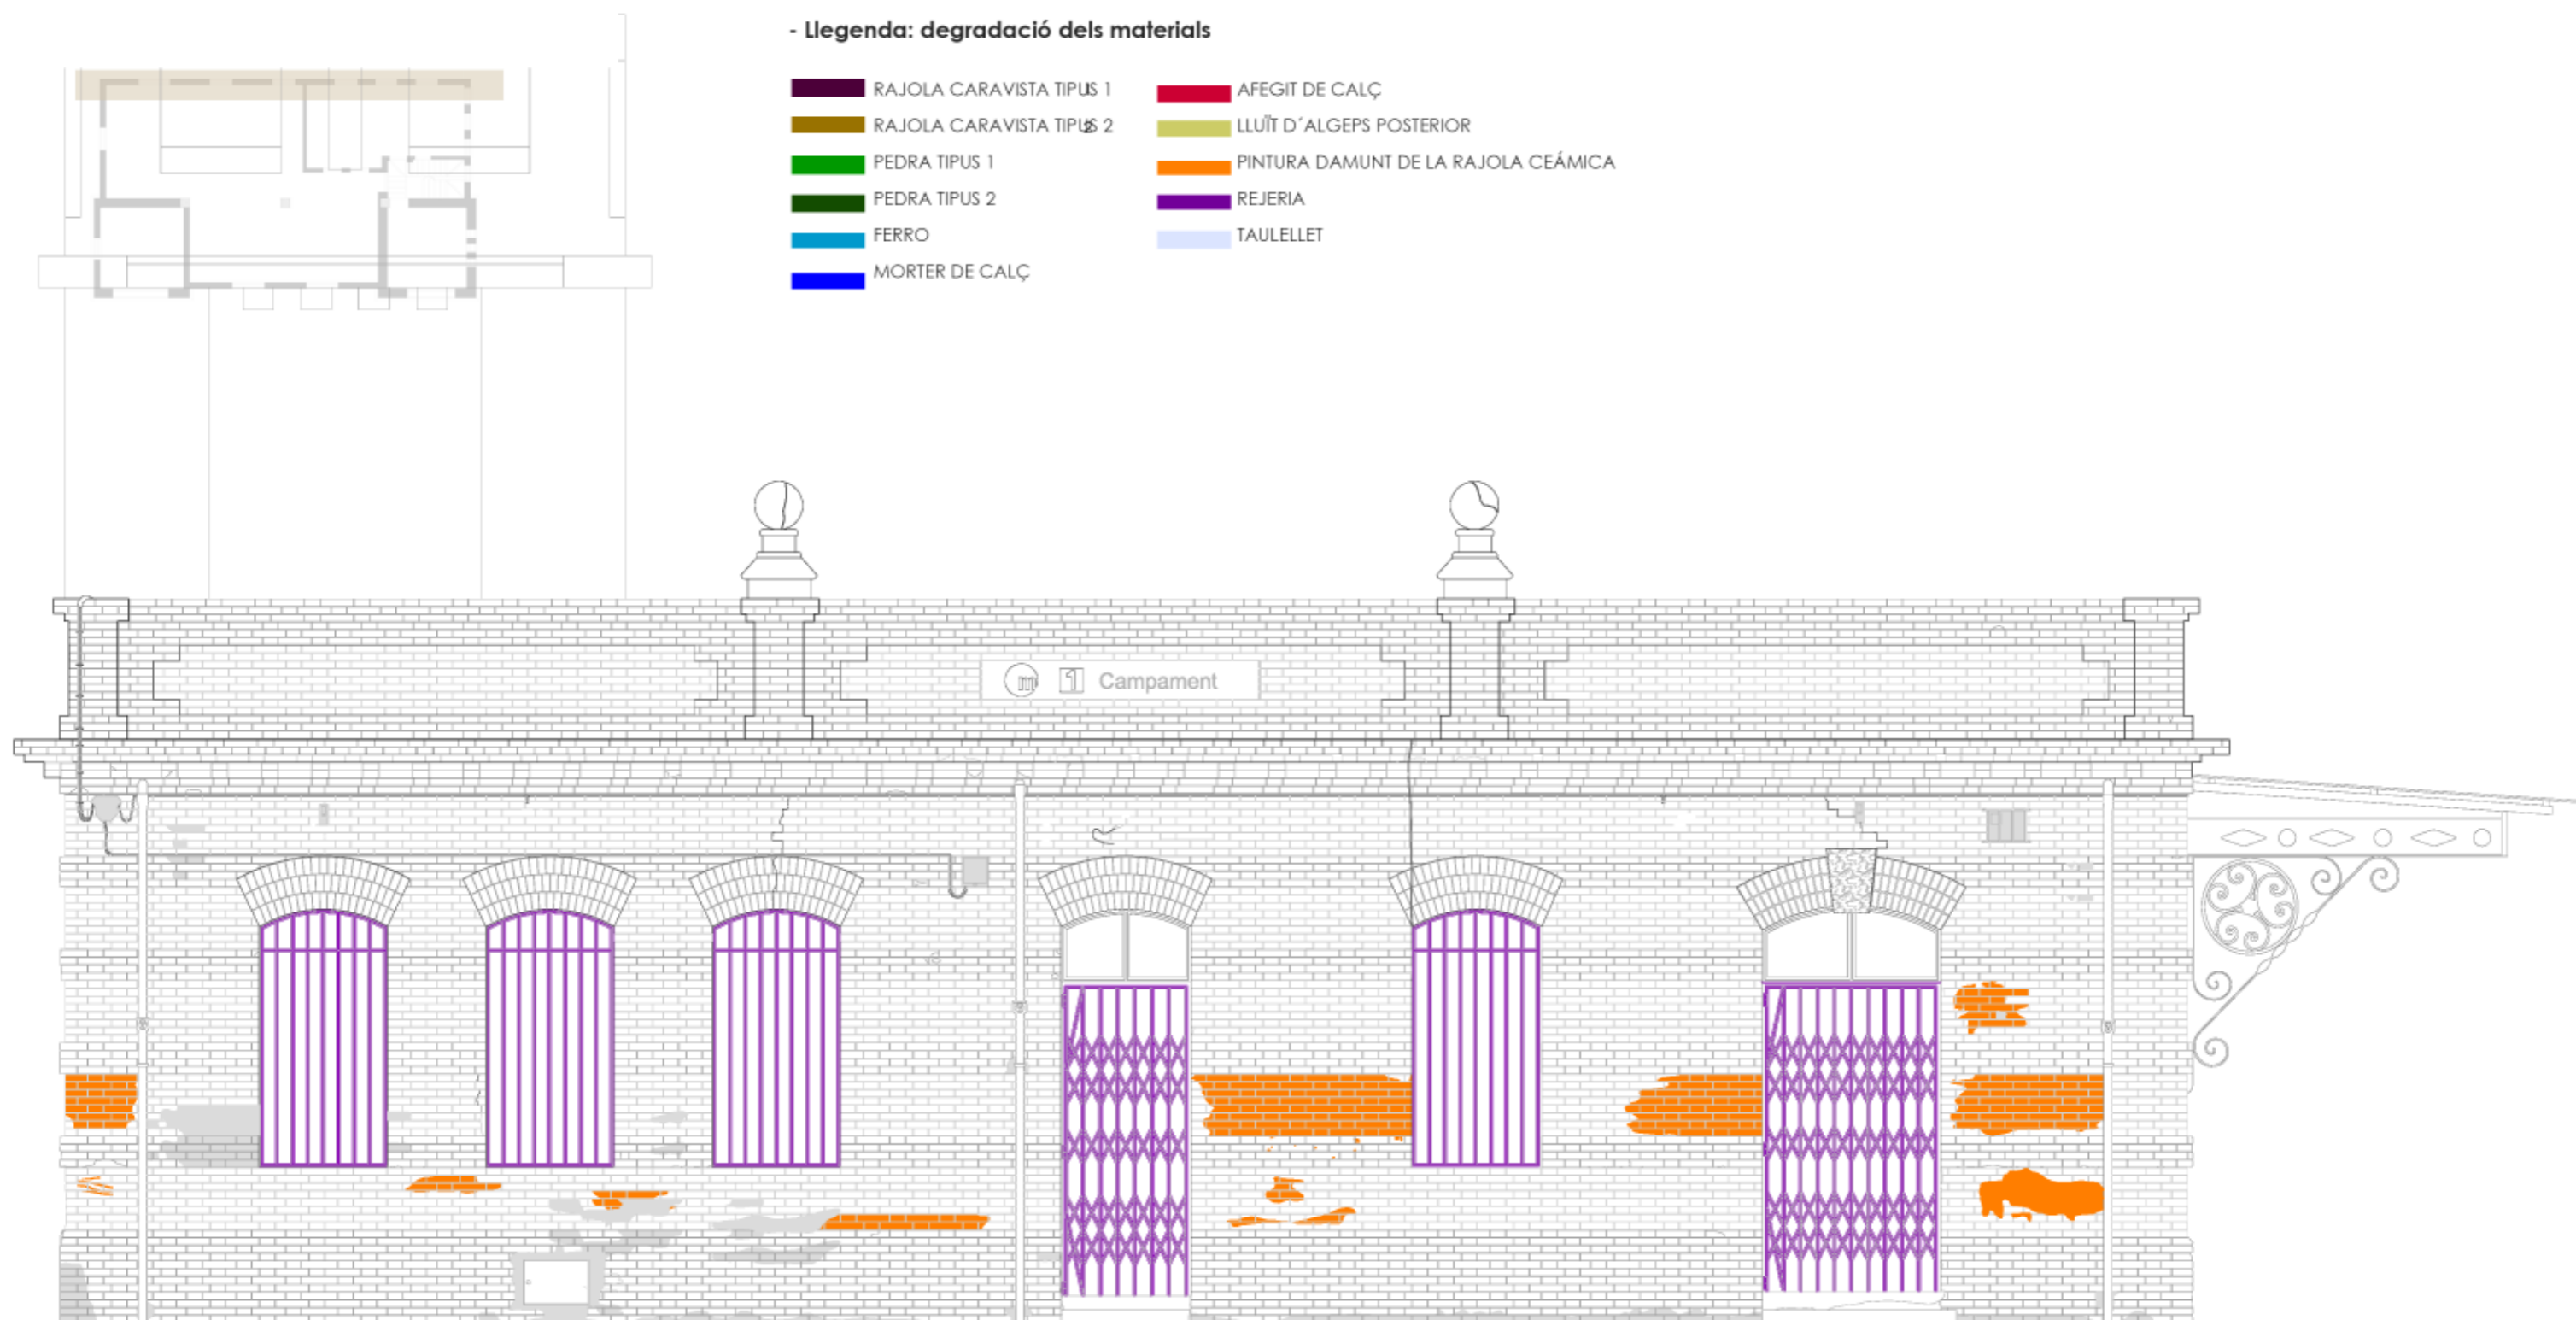 - Llegenda: degradació dels materials
RAJOLA CARAVISTA TIPUS 1
RAJOLA CARAVISTA TIPUS 2
PEDRA TIPUS 1
PEDRA TIPUS 2
FERRO
MORTER DE CALÇ
AFEGIT DE CALÇ
LLUÏT D´ALGEPS POSTERIOR
PINTURA DAMUNT DE LA RAJOLA CEÁMICA
REJERIA
TAULELLET
m 1 Campament